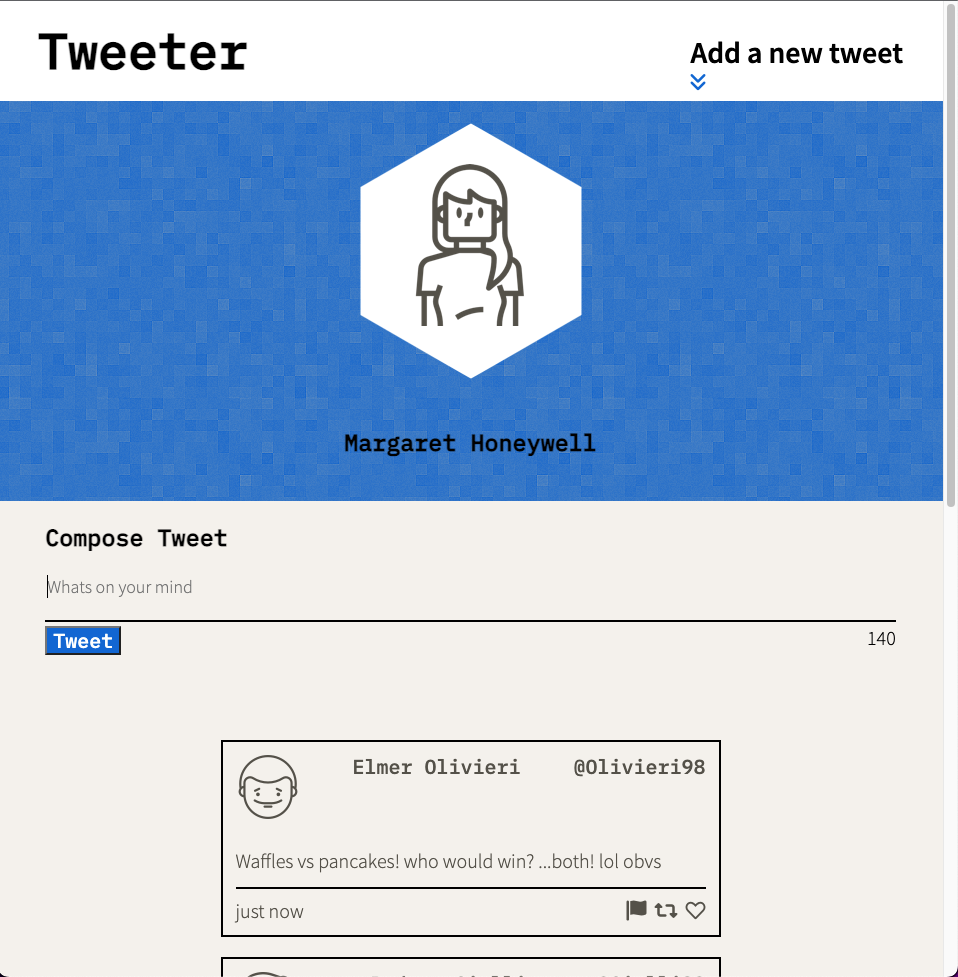 Tweeter
Add a new tweet
Margaret Honeywell
Compose Tweet
Whats on your mind
Tweet
140
Elmer Olivieri
@Olivieri98
Waffles vs pancakes! who would win? ...both! lol obvs
just now